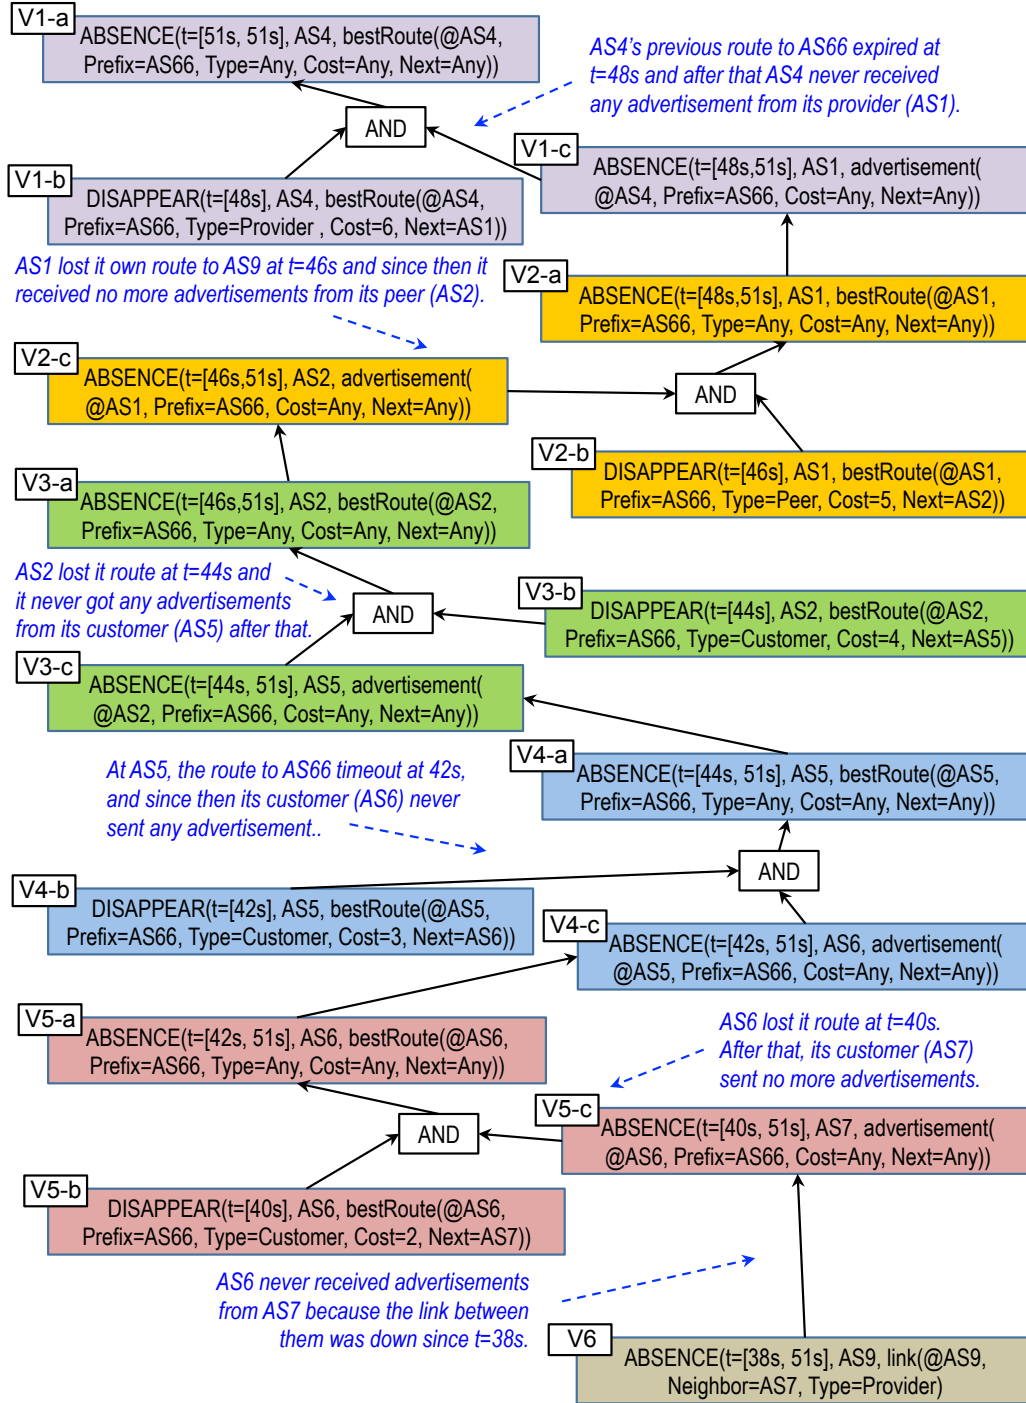 V1-a
ABSENCE(t=[51s, 51s], AS4, bestRoute(@AS4,
Prefix=AS66, Type=Any, Cost=Any, Next=Any))
AS4's previous route to AS66 expired at
t=48s and after that AS4 never received
any advertisement from its provider (AS1).
AND
V1-b
DISAPPEAR(t=[48s], AS4, bestRoute(@AS4,
Prefix=AS66, Type=Provider , Cost=6, Next=AS1))
V1-c
ABSENCE(t=[48s,51s], AS1, advertisement(
@AS4, Prefix=AS66, Cost=Any, Next=Any))
AS1 lost it own route to AS9 at t=46s and since then it
received no more advertisements from its peer (AS2).
V2-a
ABSENCE(t=[48s,51s], AS1, bestRoute(@AS1,
Prefix=AS66, Type=Any, Cost=Any, Next=Any))
V2-c
ABSENCE(t=[46s,51s], AS2, advertisement(
@AS1, Prefix=AS66, Cost=Any, Next=Any))
AND
V2-b
DISAPPEAR(t=[46s], AS1, bestRoute(@AS1,
Prefix=AS66, Type=Peer, Cost=5, Next=AS2))
V3-a
ABSENCE(t=[46s,51s], AS2, bestRoute(@AS2,
Prefix=AS66, Type=Any, Cost=Any, Next=Any))
AS2 lost it route at t=44s and
it never got any advertisements
from its customer (AS5) after that.
AND
V3-b
DISAPPEAR(t=[44s], AS2, bestRoute(@AS2,
Prefix=AS66, Type=Customer, Cost=4, Next=AS5))
V3-c
ABSENCE(t=[44s, 51s], AS5, advertisement(
@AS2, Prefix=AS66, Cost=Any, Next=Any))
V4-a
ABSENCE(t=[44s, 51s], AS5, bestRoute(@AS5,
Prefix=AS66, Type=Any, Cost=Any, Next=Any))
At AS5, the route to AS66 timeout at 42s,
and since then its customer (AS6) never
sent any advertisement..
AND
V4-b
DISAPPEAR(t=[42s], AS5, bestRoute(@AS5,
Prefix=AS66, Type=Customer, Cost=3, Next=AS6))
V4-c
ABSENCE(t=[42s, 51s], AS6, advertisement(
@AS5, Prefix=AS66, Cost=Any, Next=Any))
V5-a
ABSENCE(t=[42s, 51s], AS6, bestRoute(@AS6,
Prefix=AS66, Type=Any, Cost=Any, Next=Any))
AS6 lost it route at t=40s.
After that, its customer (AS7)
sent no more advertisements.
AND
V5-c
ABSENCE(t=[40s, 51s], AS7, advertisement(
@AS6, Prefix=AS66, Cost=Any, Next=Any))
V5-b
DISAPPEAR(t=[40s], AS6, bestRoute(@AS6,
Prefix=AS66, Type=Customer, Cost=2, Next=AS7))
AS6 never received advertisements
from AS7 because the link between
them was down since t=38s.
V6
ABSENCE(t=[38s, 51s], AS9, link(@AS9,
Neighbor=AS7, Type=Provider)